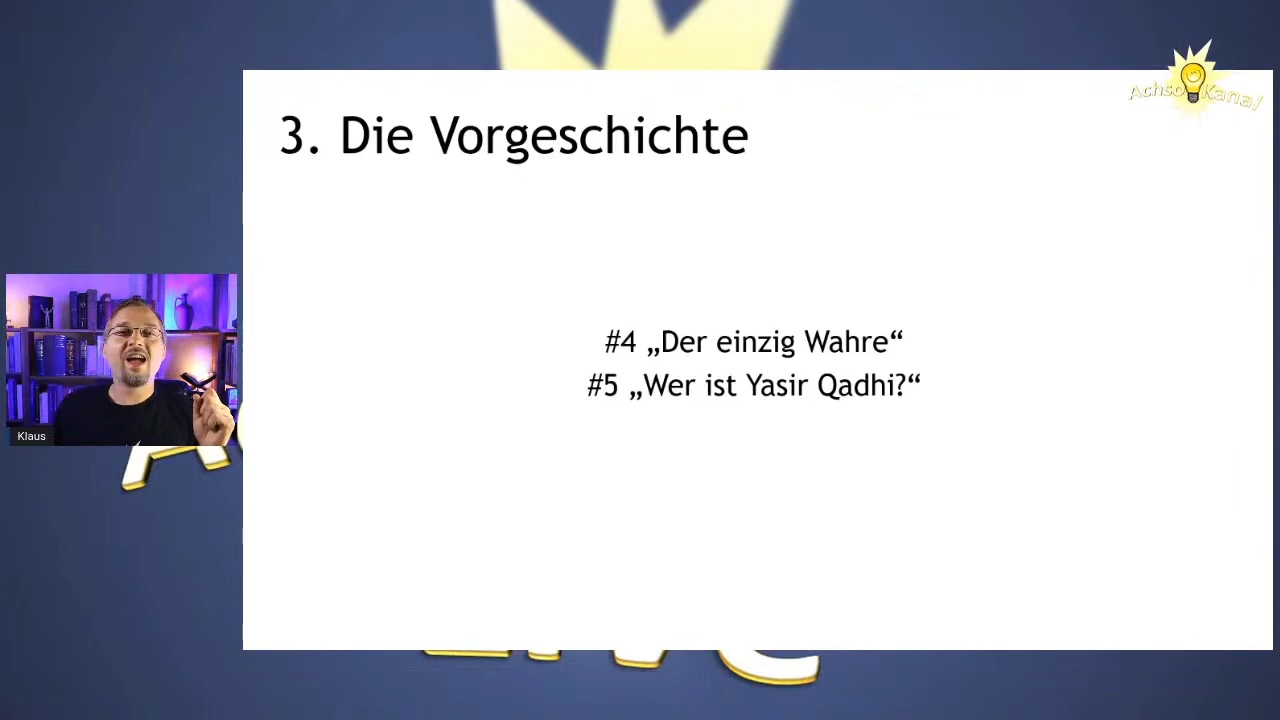 Achso Kanal
3. Die Vorgeschichte
#4 „Der einzig Wahre“
#5 „Wer ist Yasir Qadhi?“
Klaus